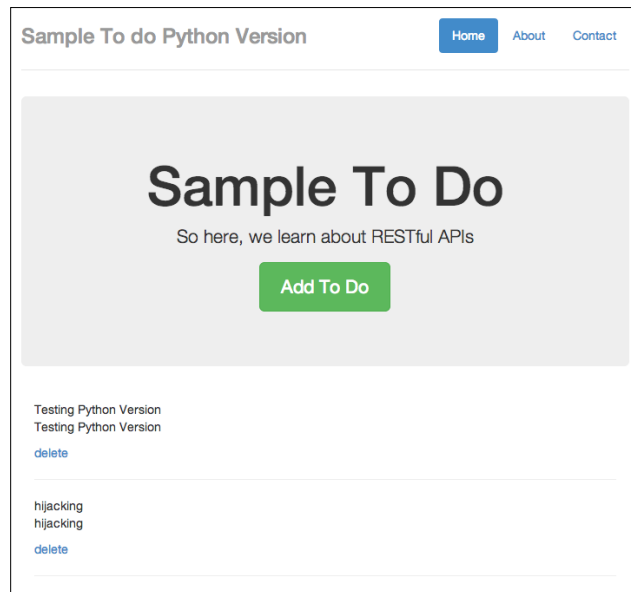 Sample To do Python Version
Home About Contact
Sample To Do
So here, we learn about RESTful APIs
Add To Do
Testing Python Version
Testing Python Version
delete
hijacking
hijacking
delete